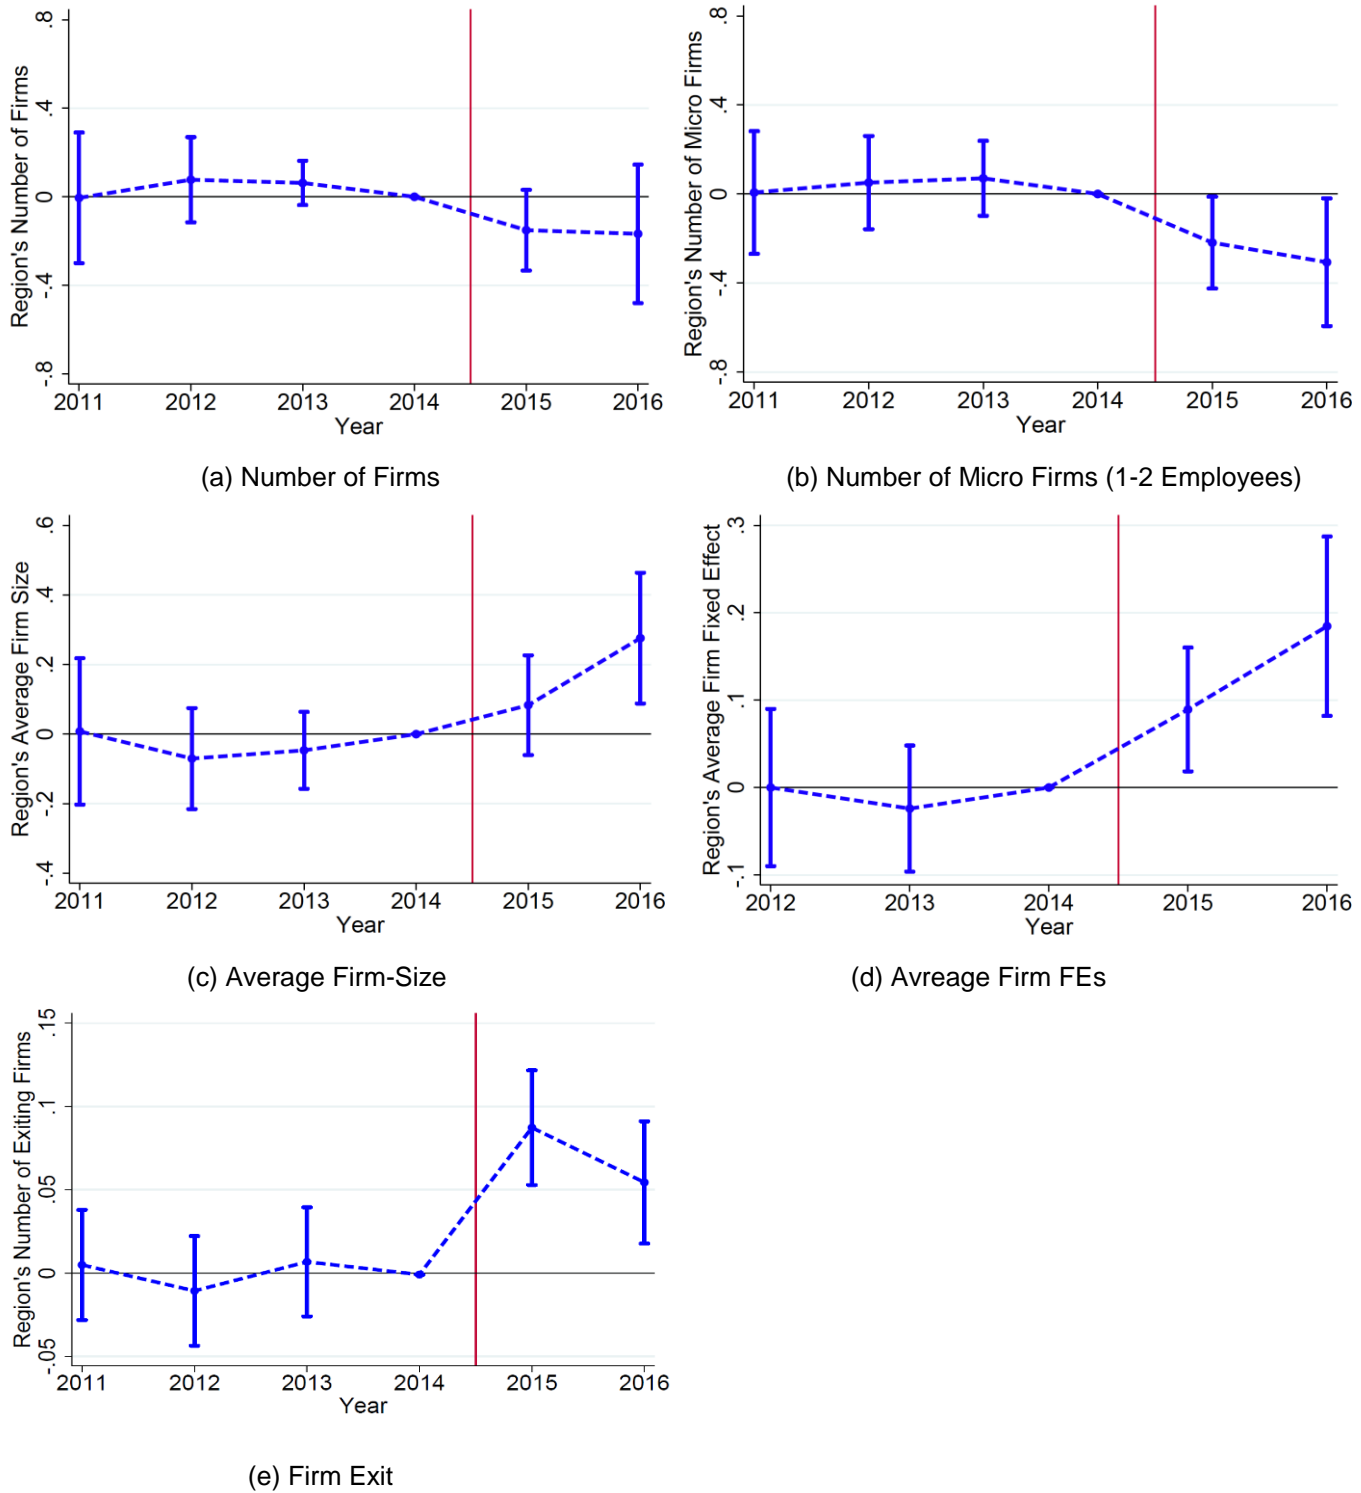 Region's Number of Firms
.8
.4
0
-.4
-.8
2011 2012 2013 2014 2015 2016
Year
(a) Number of Firms
Region's Number of Micro Firms
.8
.4
0
-.4
-.8
2011 2012 2013 2014 2015 2016
Year
(b) Number of Micro Firms (1-2 Employees)
Region's Average Firm Size
.6
.4
.2
0
-.2
-.4
2011 2012 2013 2014 2015 2016
Year
(c) Average Firm-Size
Region's Average Firm Fixed Effect
.3
.2
.1
0
-.1
2012 2013 2014 2015 2016
Year
(d) Avreage Firm FEs
Region's Number of Exiting Firms
.15
.1
.05
0
-.05
2011 2012 2013 2014 2015 2016
Year
(e) Firm Exit